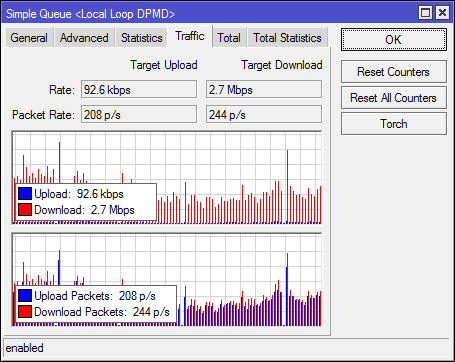 Simple Queue <Local Loop DPMD>
General Advanced Statistics Traffic Total Total Statistics
OK
Target Upload Target Download
Reset Counters
Rate: 92.6 kbps 2.7 Mbps
Reset All Counters
Packet Rate: 208 p/s 244 p/s
Torch
Upload: 92.6 kbps
Download: 2.7 Mbps
Upload Packets: 208 p/s
Download Packets: 244 p/s
enabled